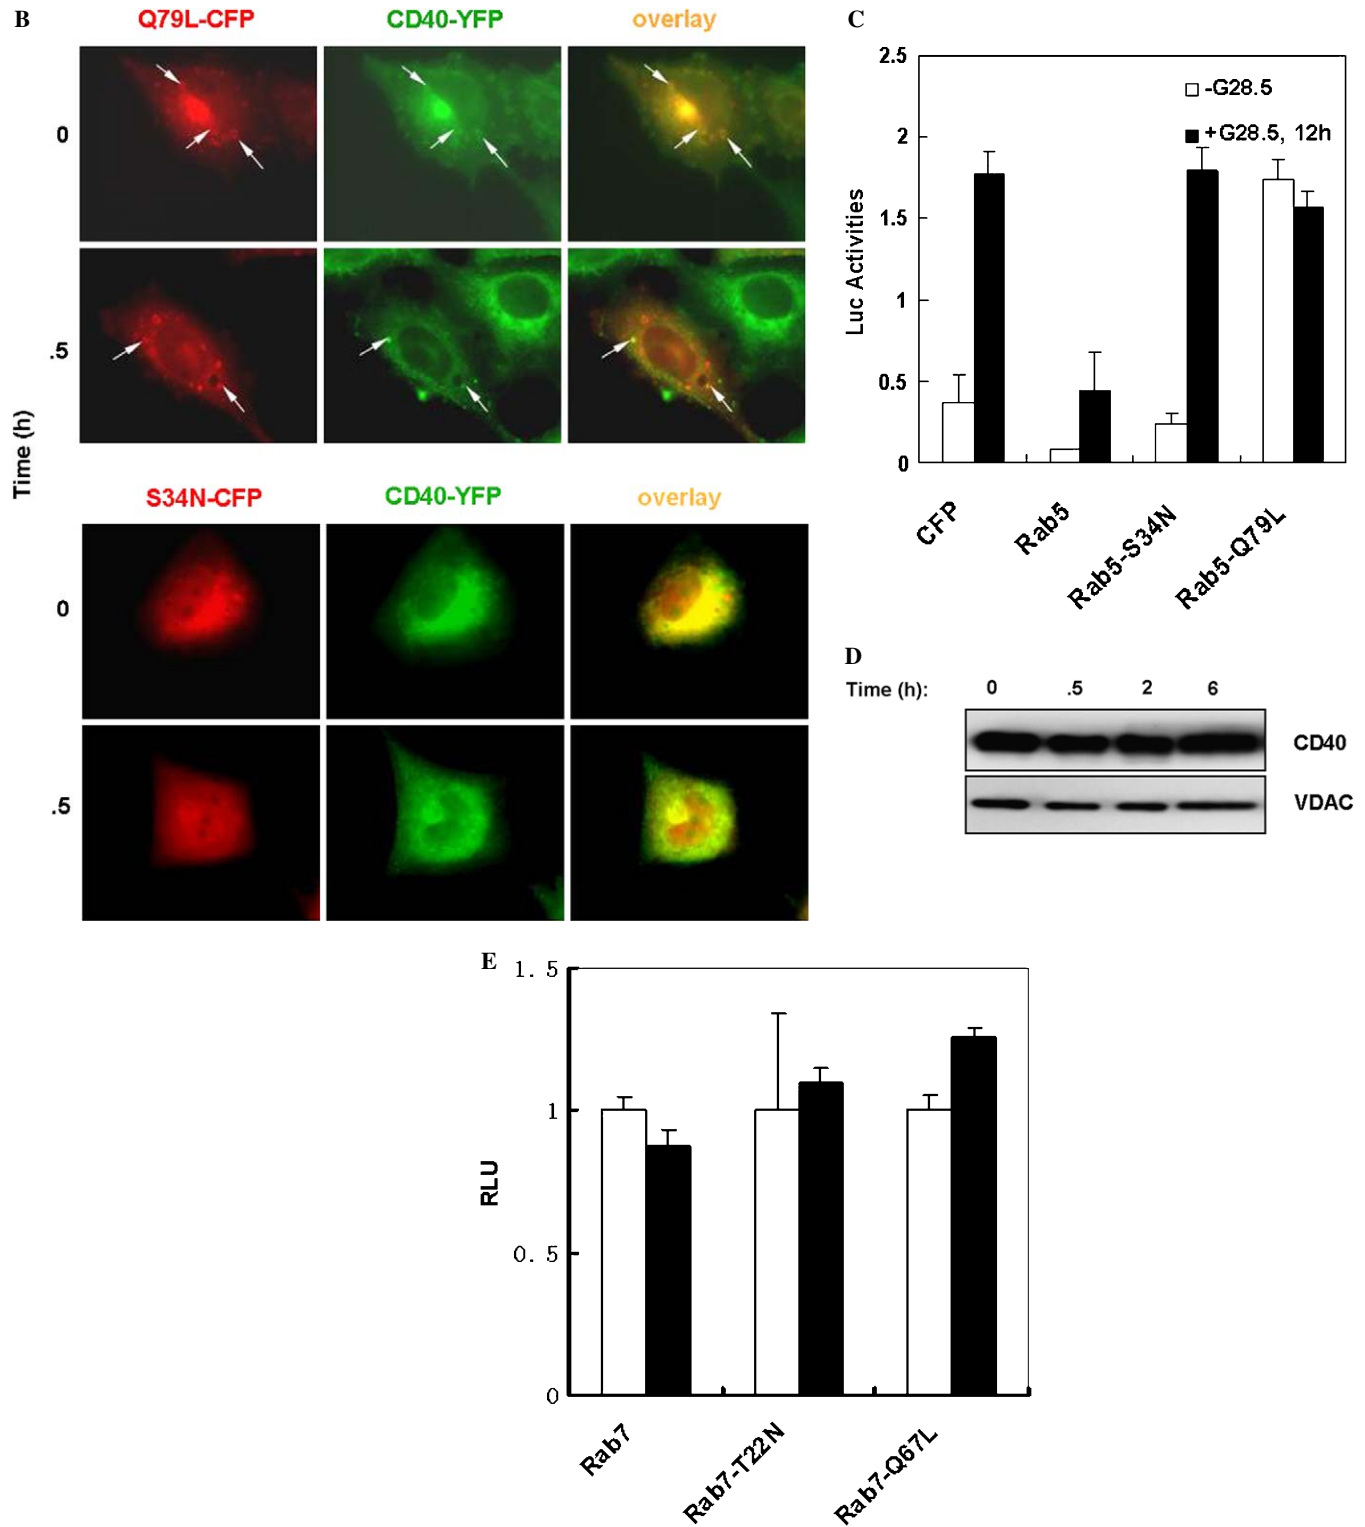 B
Q79L-CFP CD40-YFP overlay
0
.5
Time (h)
S34N-CFP CD40-YFP overlay
0
.5
C
2.5
2
1.5
1
0.5
0
Luc Activities
-G28.5
+G28.5, 12h
CFP Rab5 Rab5-S34N Rab5-Q79L
D
Time (h): 0 .5 2 6
CD40
VDAC
E
1.5
1
0.5
0
RLU
Rab7 Rab7-T22N Rab7-Q67L